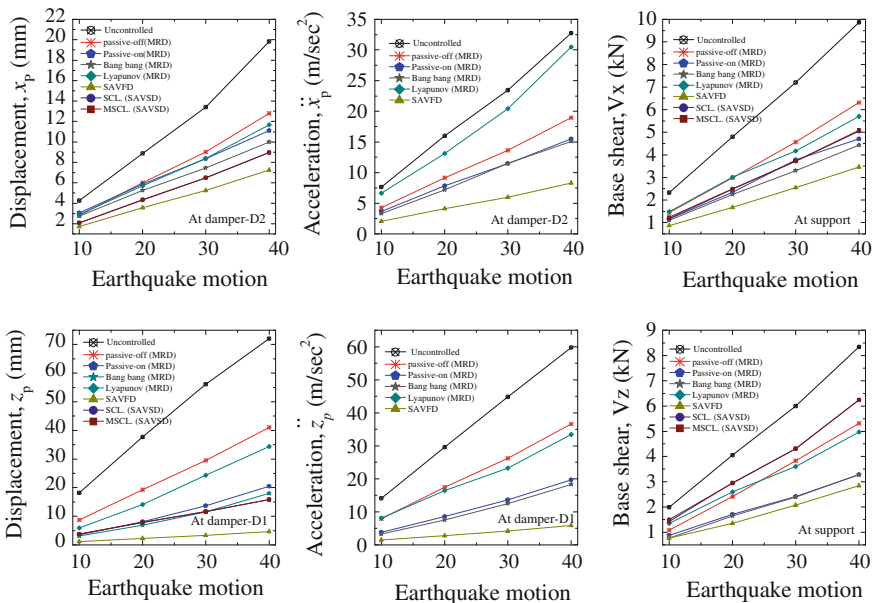 Displacement, xp (mm)
22
20
18
16
14
12
10
8
6
4
2
Uncontrolled
passive-off(MRD)
Passive-on(MRD)
Bang bang (MRD)
Lyapunov (MRD)
SAVFD
SCL. (SAVSD)
MSCL. (SAVSD)
At damper-D2
10 20 30 40
Earthquake motion
Acceleration, ẍp (m/sec²)
35
30
25
20
15
10
5
0
Uncontrolled
passive-off(MRD)
Passive-on (MRD)
Bang bang (MRD)
Lyapunov (MRD)
SAVFD
At damper-D2
10 20 30 40
Earthquake motion
Base shear, Vx (kN)
10
9
8
7
6
5
4
3
2
1
0
Uncontrolled
passive-off (MRD)
Passive-on (MRD)
Bang bang (MRD)
Lyapunov (MRD)
SAVFD
SCL. (SAVSD)
MSCL. (SAVSD)
At support
10 20 30 40
Earthquake motion
Displacement, zp (mm)
70
60
50
40
30
20
10
0
Uncontrolled
passive-off (MRD)
Passive-on (MRD)
Bang bang (MRD)
Lyapunov (MRD)
SAVFD
SCL. (SAVSD)
MSCL. (SAVSD)
At damper-D1
10 20 30 40
Earthquake motion
Acceleration, z̈p (m/sec²)
60
50
40
30
20
10
0
Uncontrolled
passive-off (MRD)
Passive-on (MRD)
Bang bang (MRD)
Lyapunov (MRD)
SAVFD
At damper-D1
10 20 30 40
Earthquake motion
Base shear, Vz (kN)
9
8
7
6
5
4
3
2
1
Uncontrolled
passive-off (MRD)
Passive-on (MRD)
Bang bang (MRD)
Lyapunov (MRD)
SAVFD
SCL. (SAVSD)
MSCL. (SAVSD)
At support
10 20 30 40
Earthquake motion